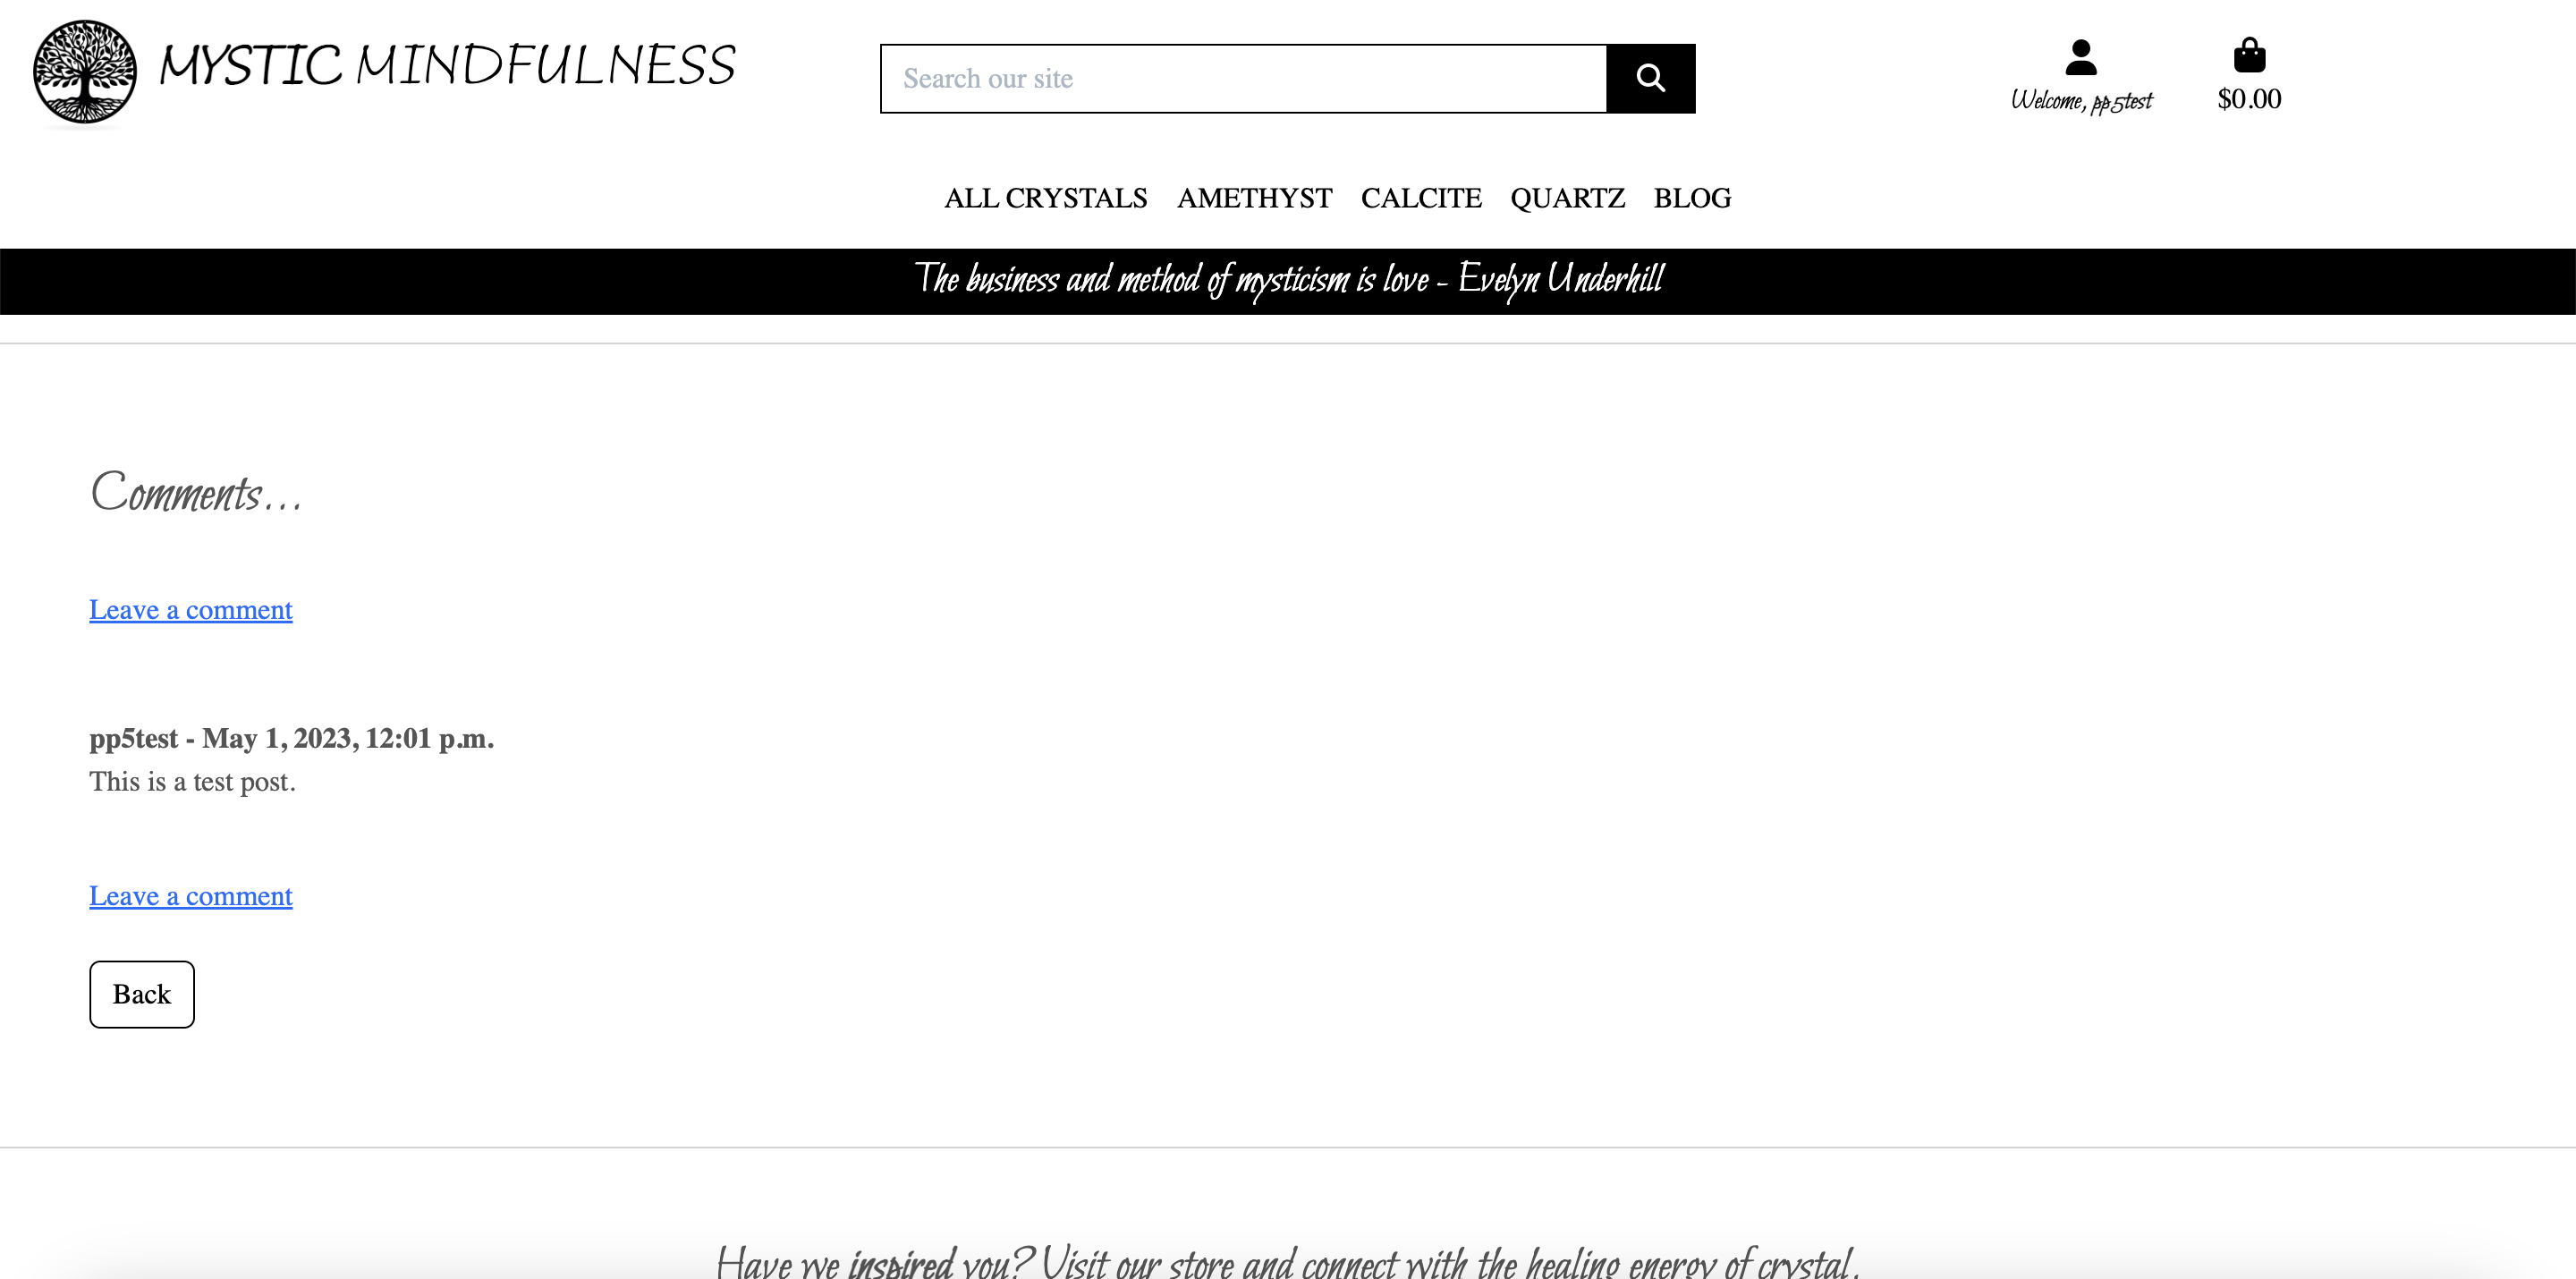 MYSTIC MINDFULNESS
Search our site
Welcome, pp5test
$0.00
ALL CRYSTALS AMETHYST CALCITE QUARTZ BLOG
The business and method of mysticism is love - Evelyn Underhill
Comments...
Leave a comment
pp5test - May 1, 2023, 12:01 p.m.
This is a test post.
Leave a comment
Back
Have we inspired you? Visit our store and connect with the healing energy of crystal.